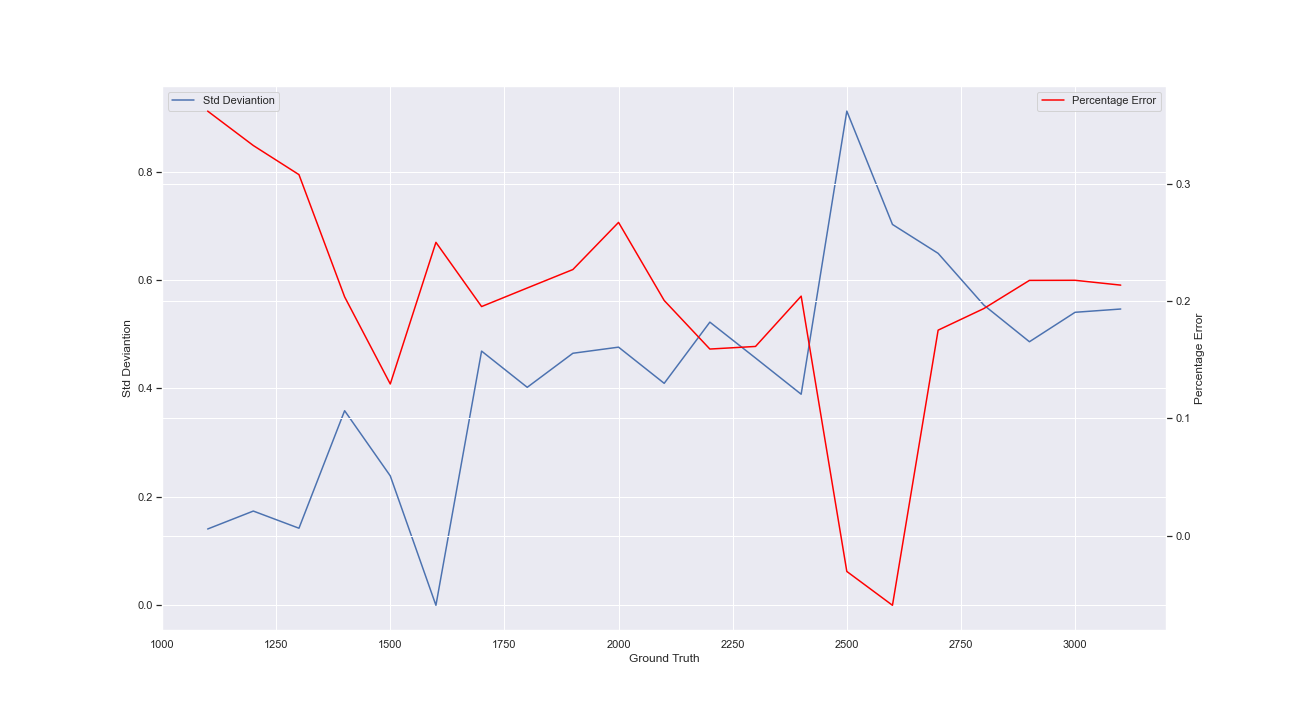 Std Deviantion
Percentage Error
0.8
0.6
0.4
0.2
0.0
Std Deviantion
0.3
0.2
0.1
0.0
Percentage Error
1000 1250 1500 1750 2000 2250 2500 2750 3000
Ground Truth